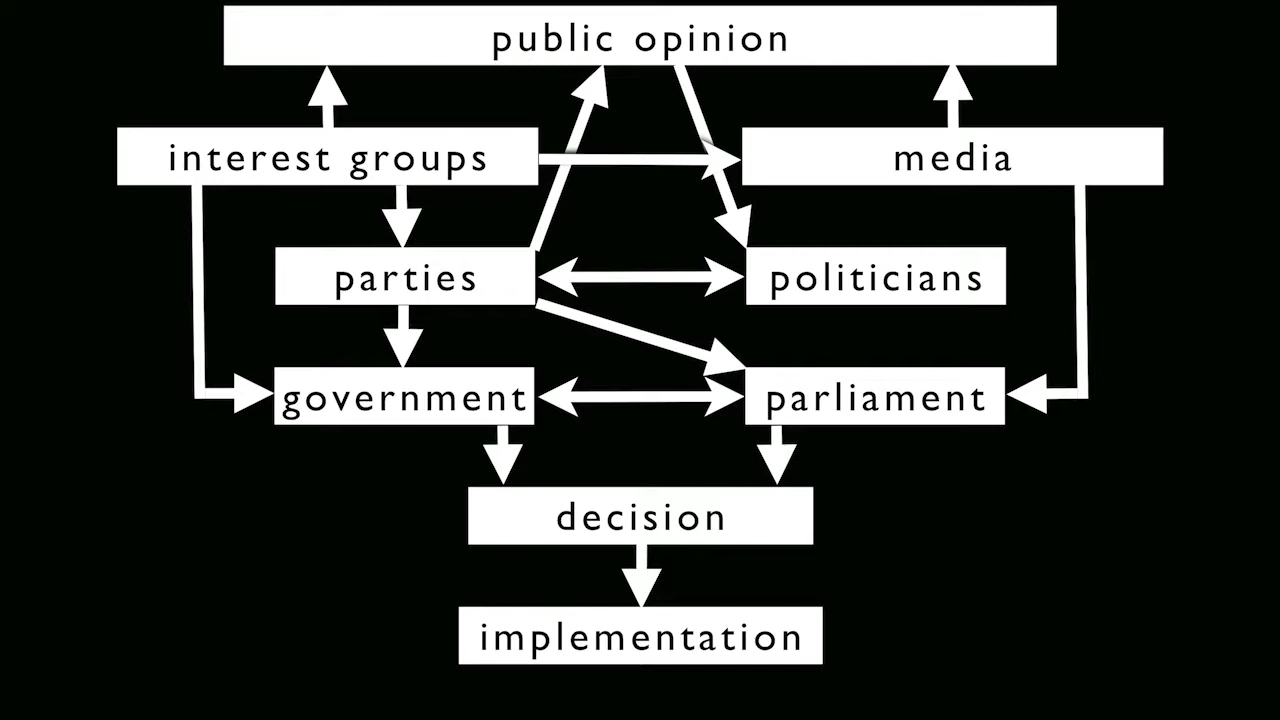 public opinion
interest groups
media
parties
politicians
government
parliament
decision
implementation